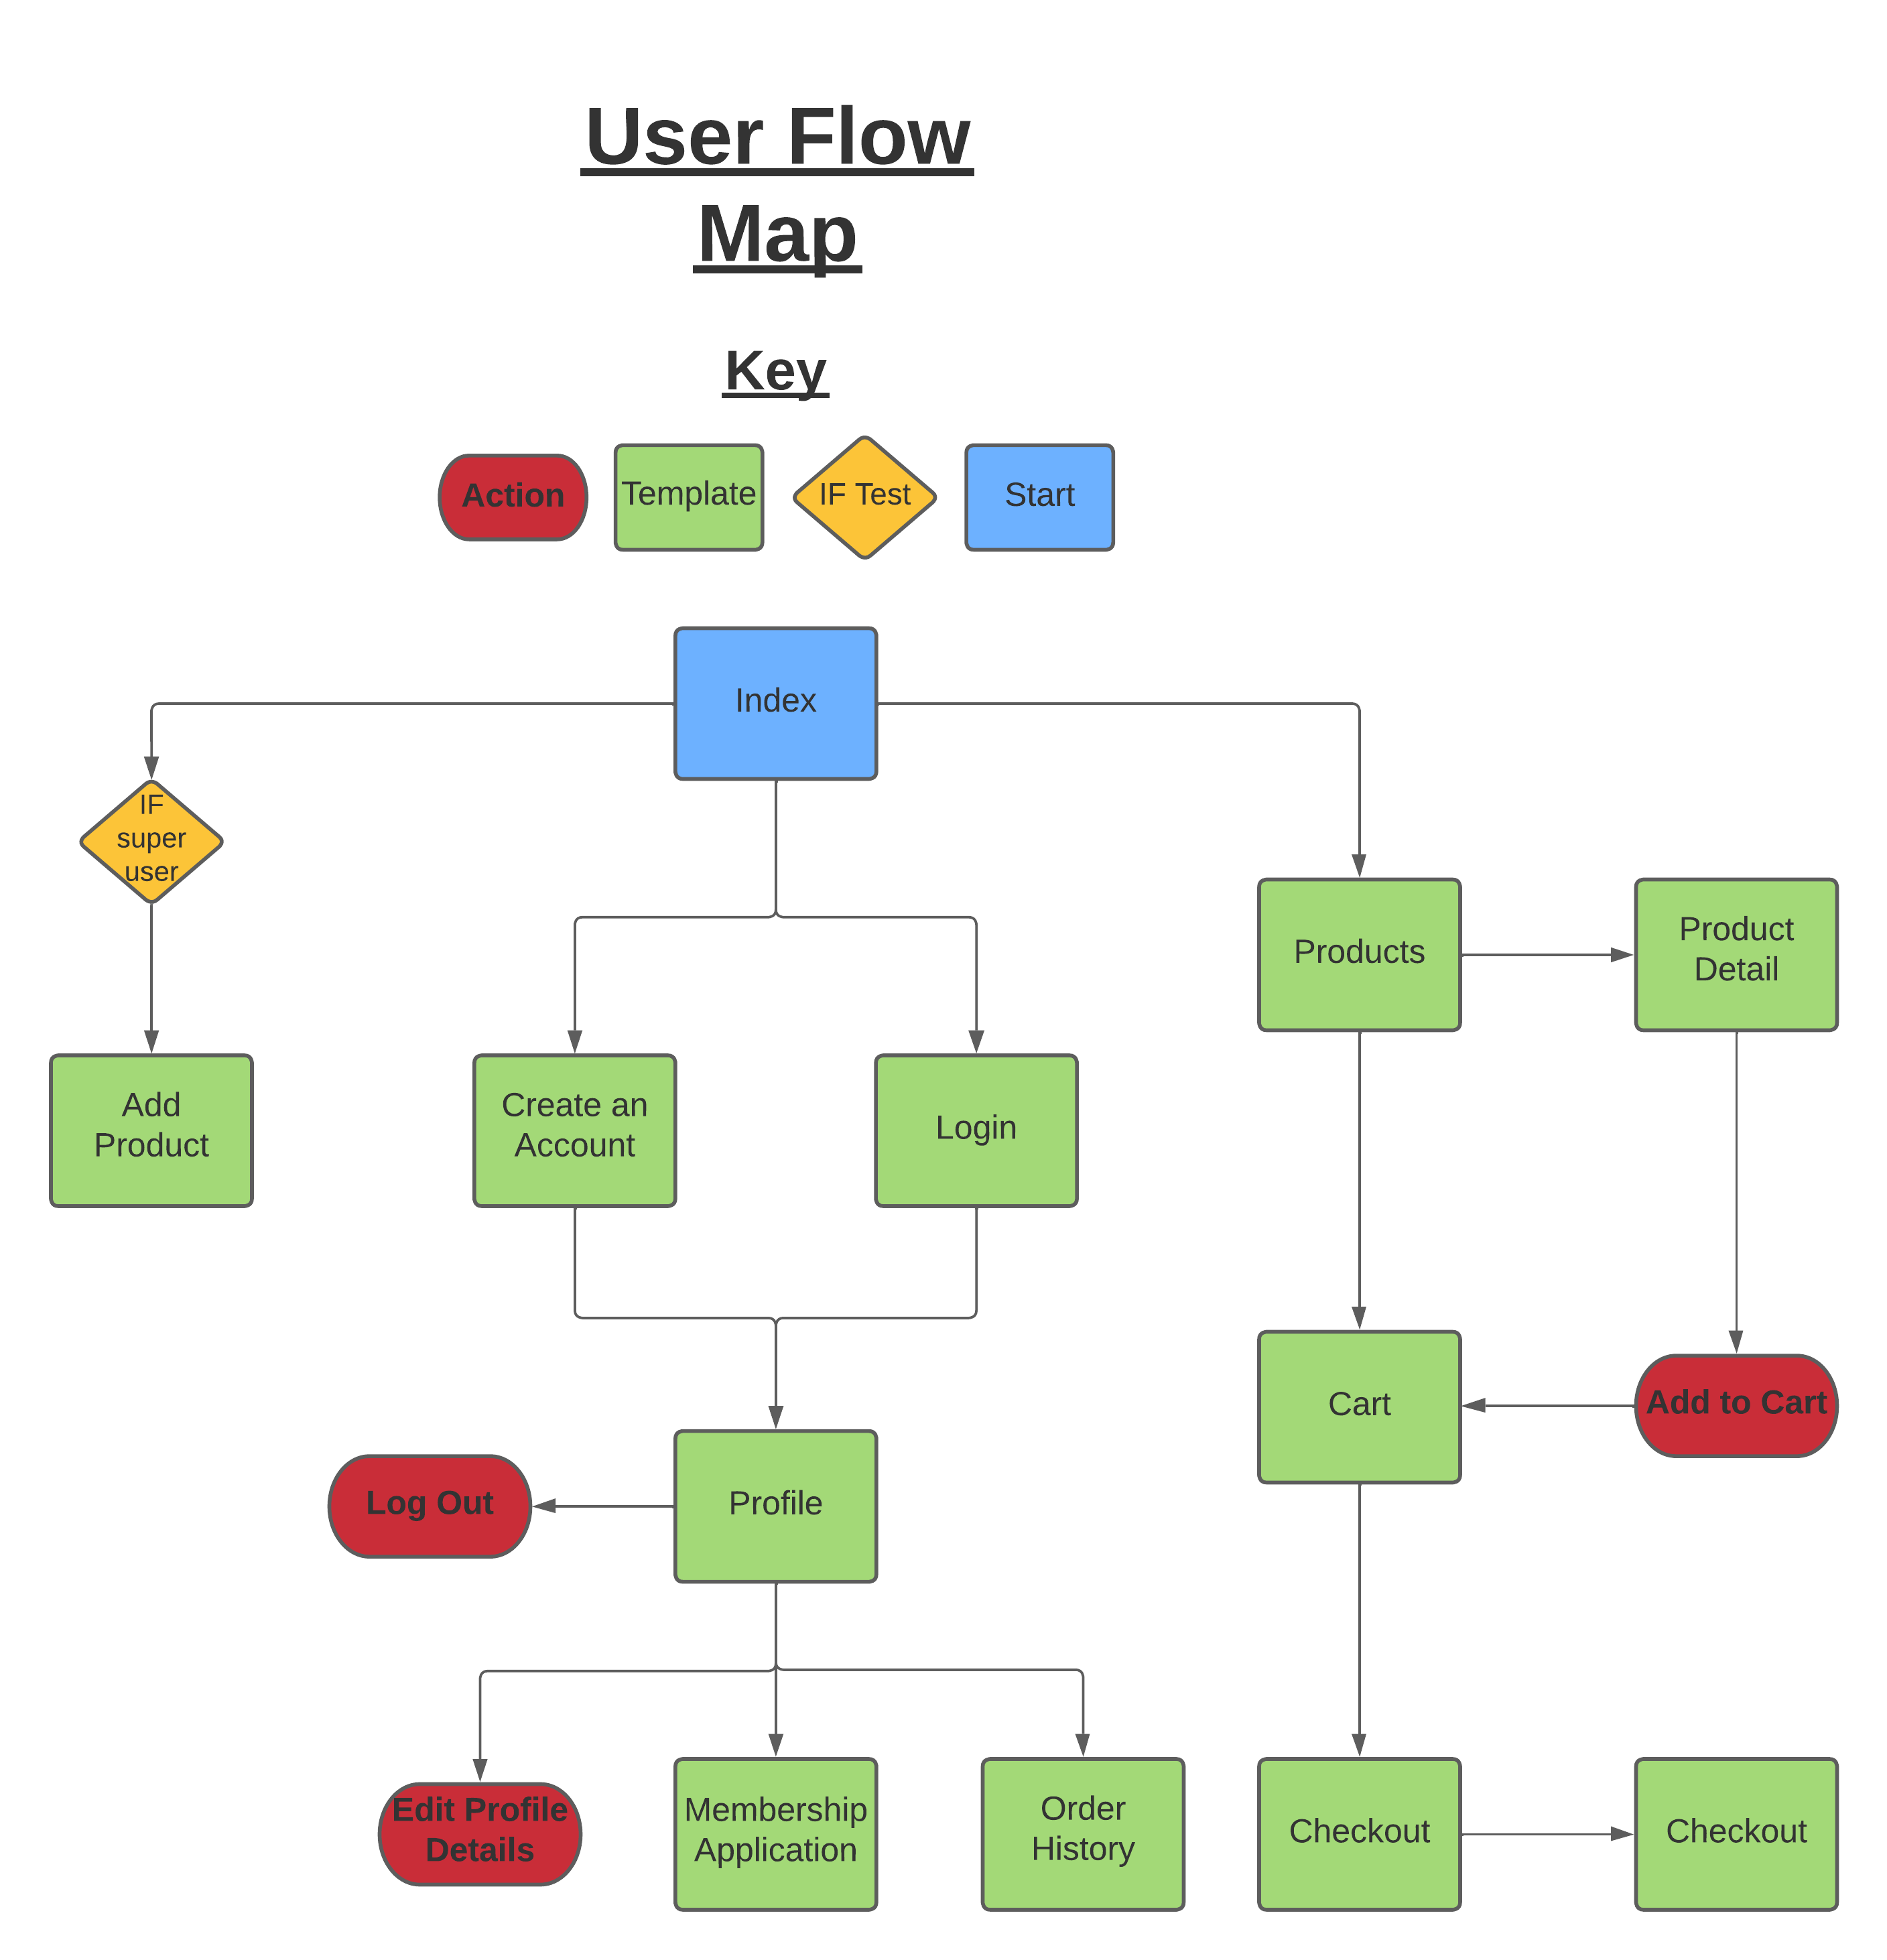 User Flow
Map
Key
Action
Template
IF Test
Start
Index
IF
super
user
Products
Product
Detail
Add
Product
Create an
Account
Login
Cart
Add to Cart
Log Out
Profile
Edit Profile
Details
Membership
Application
Order
History
Checkout
Checkout